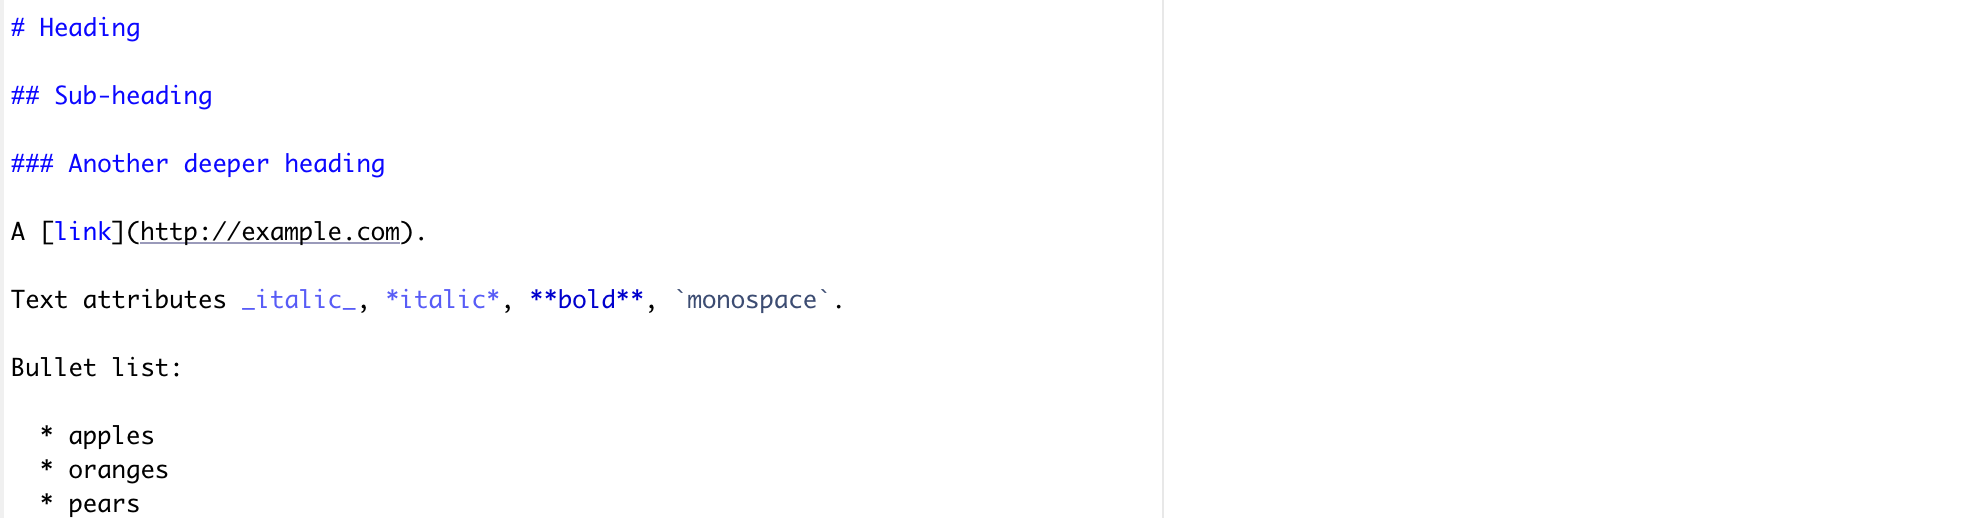 # Heading
## Sub-heading
### Another deeper heading
A [link](http://example.com).
Text attributes _italic_, *italic*, **bold**, `monospace`.
Bullet list:
  * apples
  * oranges
  * pears